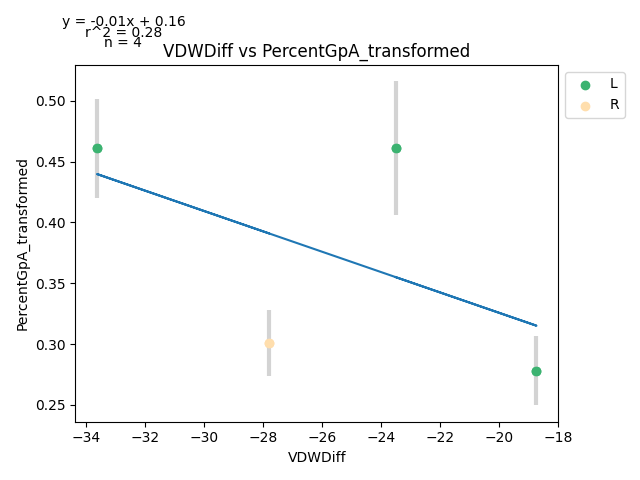 y = -0.01x + 0.16
r^2 = 0.28
n = 4
VDWDiff vs PercentGpA_transformed
L
R
PercentGpA_transformed
0.50
0.45
0.40
0.35
0.30
0.25
−34
−32
−30
−28
−26
−24
−22
−20
−18
VDWDiff